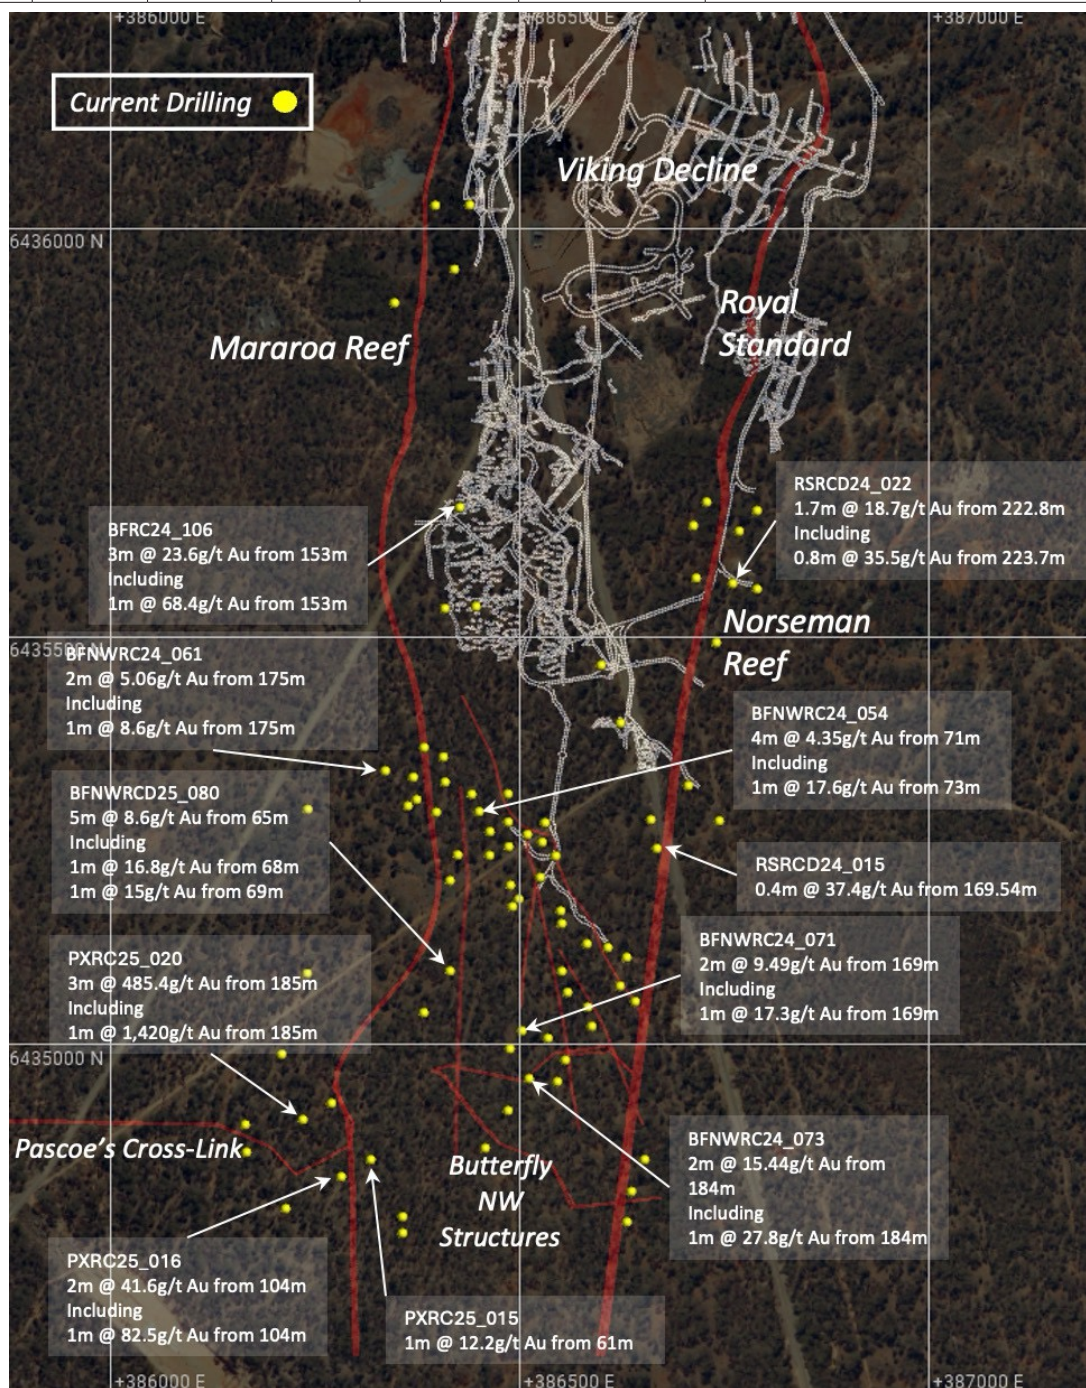 +386000 E
+386500 E
+387000 E
Current Drilling
Viking Decline
6436000 N
Royal
Standard
Mararoa Reef
RSRCD24_022
1.7m @ 18.7g/t Au from 222.8m
Including
0.8m @ 35.5g/t Au from 223.7m
BFRC24_106
3m @ 23.6g/t Au from 153m
Including
1m @ 68.4g/t Au from 153m
Norseman
Reef
6435500 N
BFNWRC24_061
2m @ 5.06g/t Au from 175m
Including
1m @ 8.6g/t Au from 175m
BFNWRC24_054
4m @ 4.35g/t Au from 71m
Including
1m @ 17.6g/t Au from 73m
BFNWRCD25_080
5m @ 8.6g/t Au from 65m
Including
1m @ 16.8g/t Au from 68m
1m @ 15g/t Au from 69m
RSRCD24_015
0.4m @ 37.4g/t Au from 169.54m
BFNWRC24_071
2m @ 9.49g/t Au from 169m
Including
1m @ 17.3g/t Au from 169m
PXRC25_020
3m @ 485.4g/t Au from 185m
Including
1m @ 1,420g/t Au from 185m
6435000 N
Pascoe's Cross-Link
BFNWRC24_073
2m @ 15.44g/t Au from
184m
Including
1m @ 27.8g/t Au from 184m
Butterfly
NW
Structures
PXRC25_016
2m @ 41.6g/t Au from 104m
Including
1m @ 82.5g/t Au from 104m
PXRC25_015
1m @ 12.2g/t Au from 61m
+386000 E
+386500 E
+387000 E